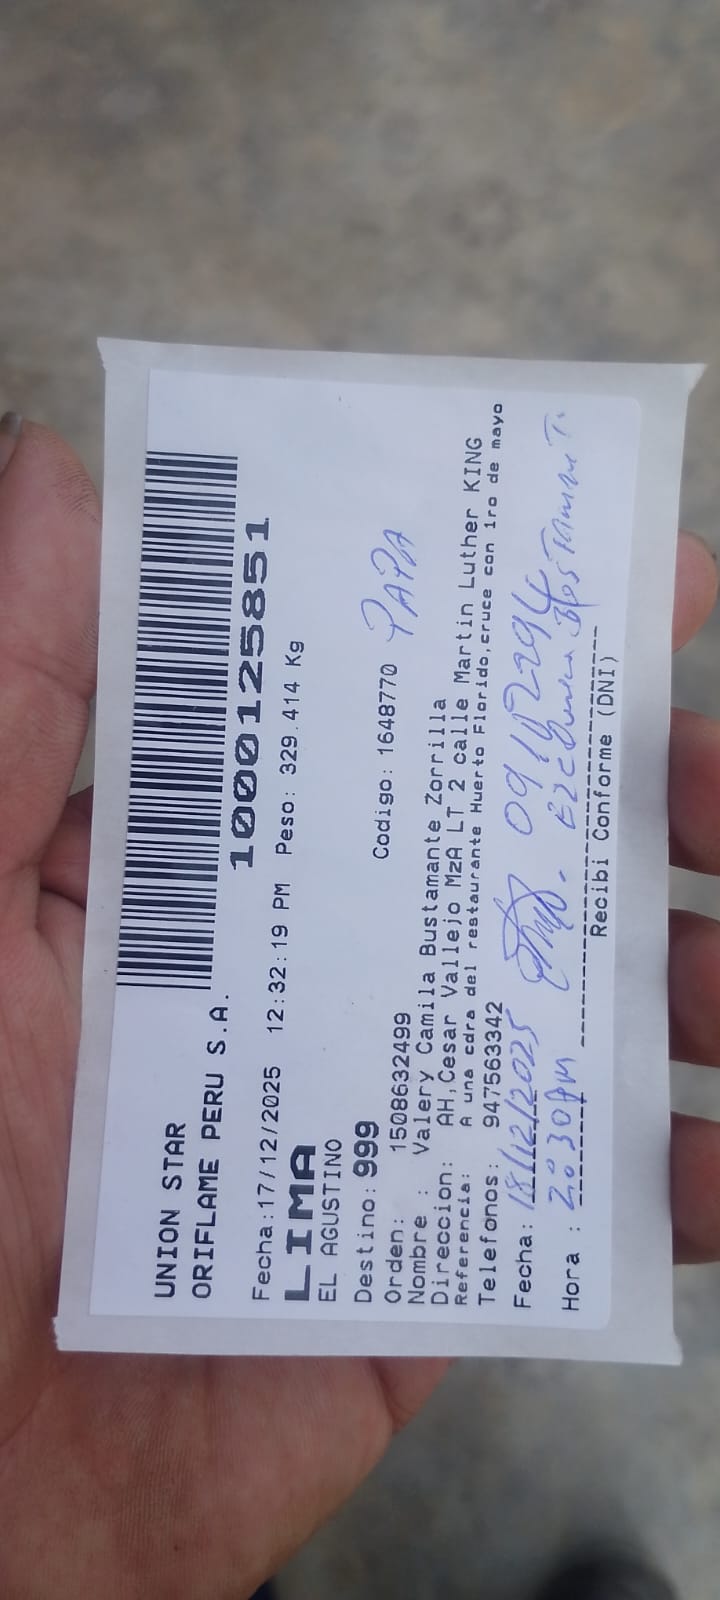 UNION STAR
ORIFLAME PERU S.A.
100012585​1
Fecha:17/12/2025 12:32:19 PM Peso: 329.414 Kg
LIMA
EL AGUSTINO
Destino: 999
Codigo: 1648770 PAPA
Orden: 1508632499
Nombre : Valery Camila Bustamante Zorrilla
Direccion: AH,Cesar Vallejo MzA LT 2 calle Martin Luther KING
Referencia: A una cdra del restaurante Huerto Florido,cruce con 1ro de mayo
Telefonos: 947563342
Fecha: 18/12/2025
Hora : 2:30pm
Recibi Conforme (DNI)